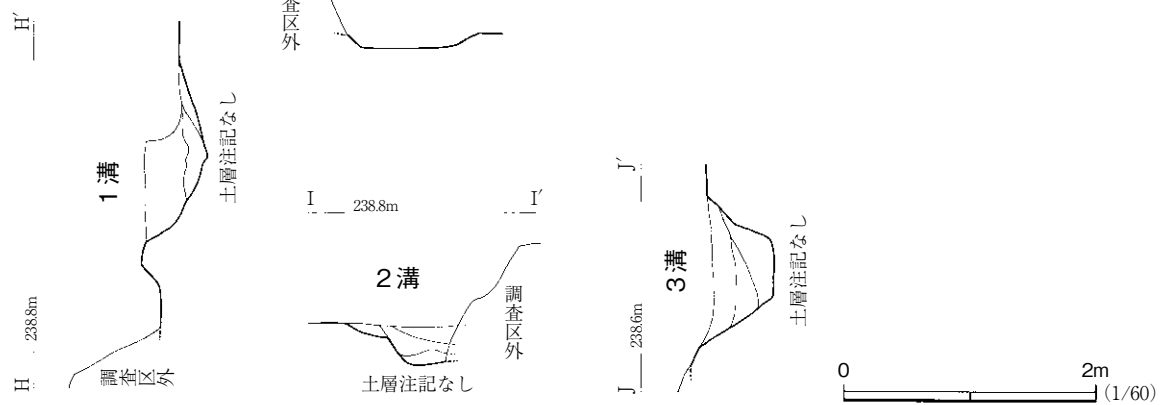 調査区外
H′
1溝
土層注記なし
238.8m
H
調査区外
I
238.8m
I′
2溝
調査区外
土層注記なし
J′
3溝
土層注記なし
238.6m
J
0
2m
(1/60)